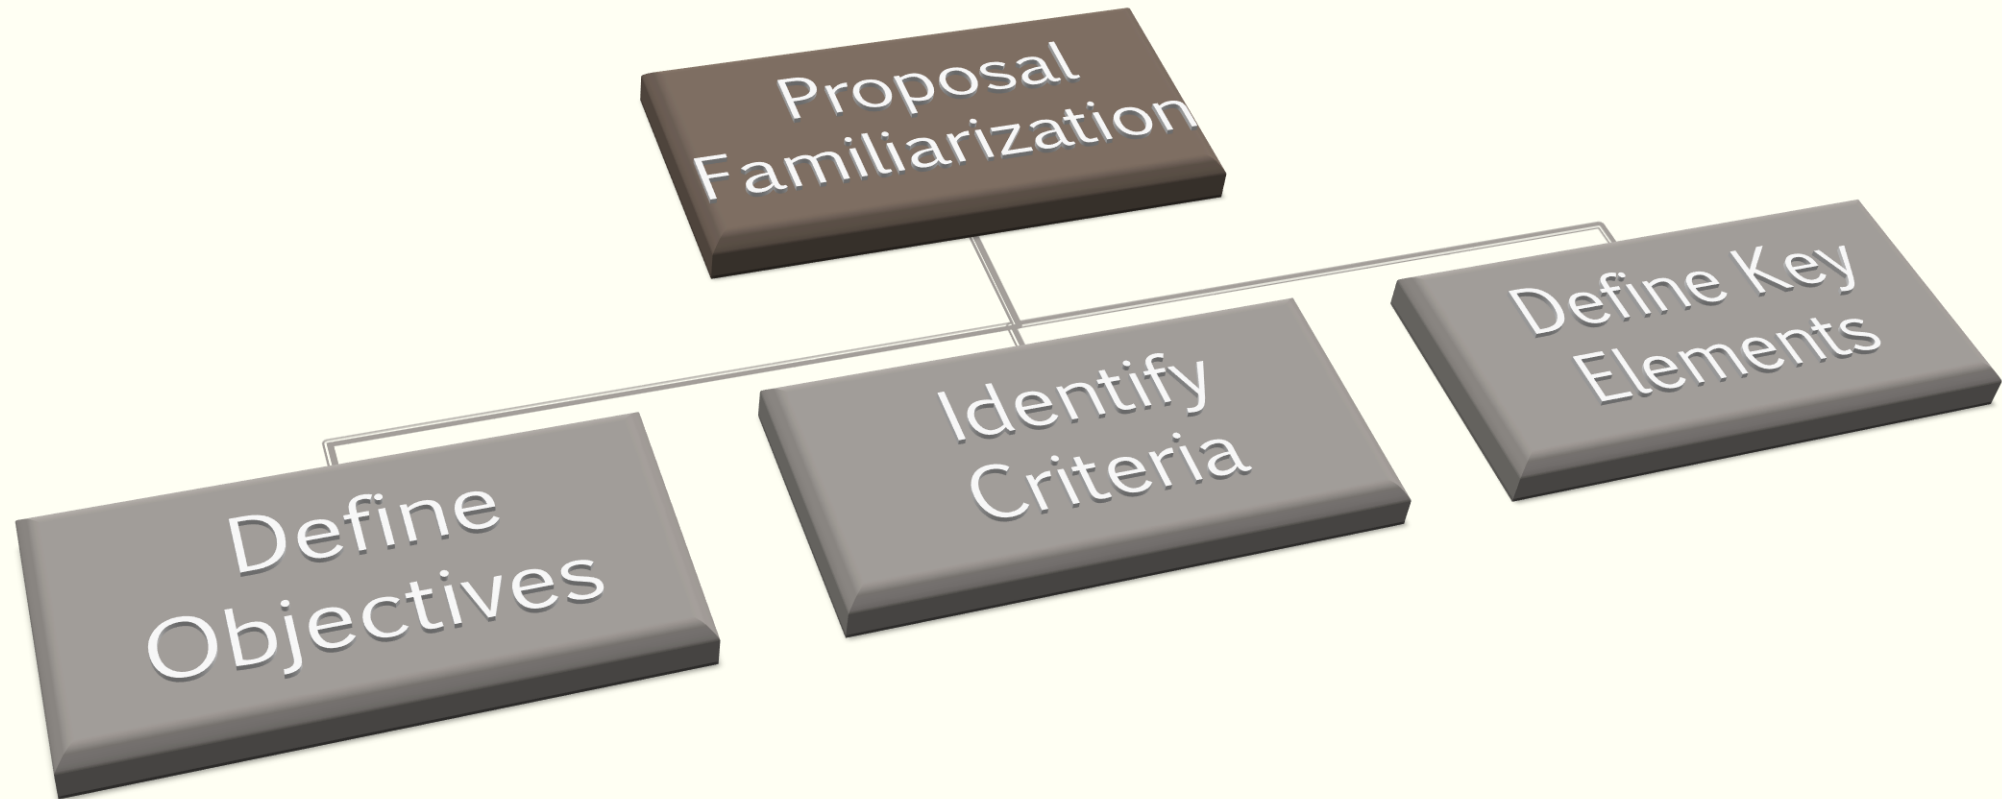 Proposal
Familiarization
Define
Objectives
Identify
Criteria
Define Key
Elements